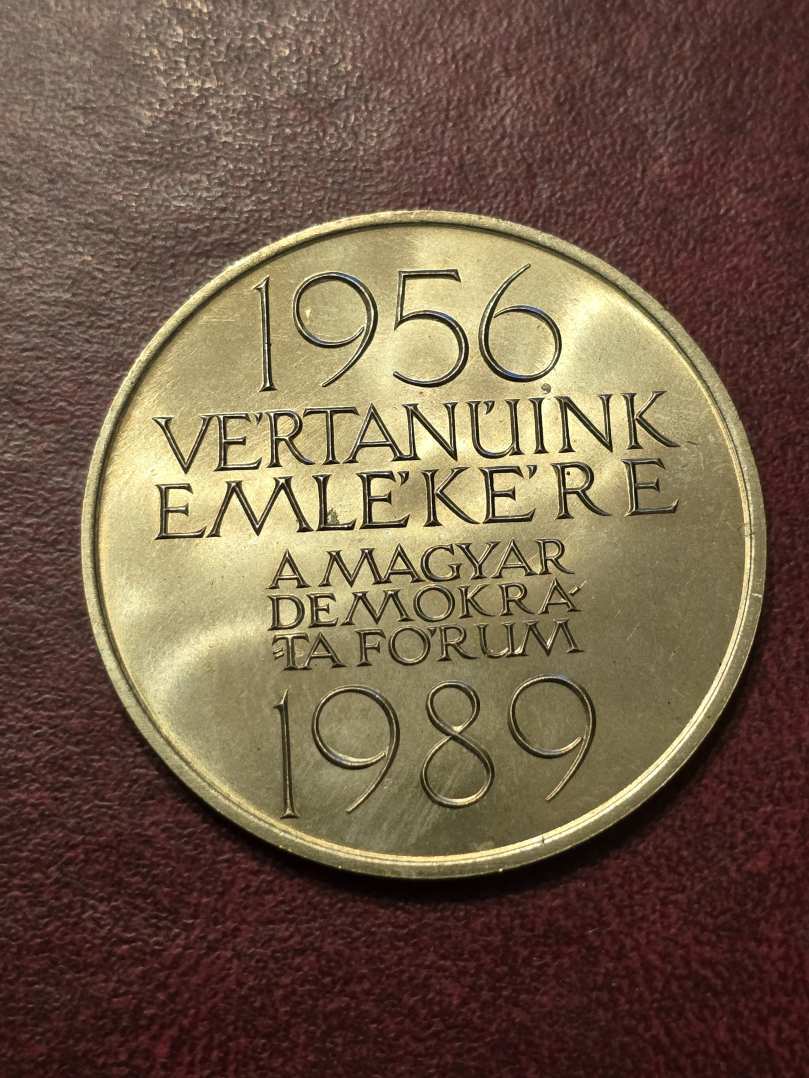 1956
VÉRTANÚINK
EMLÉKÉRE
A MAGYAR
DEMOKRÁ-
TA FÓRUM
1989